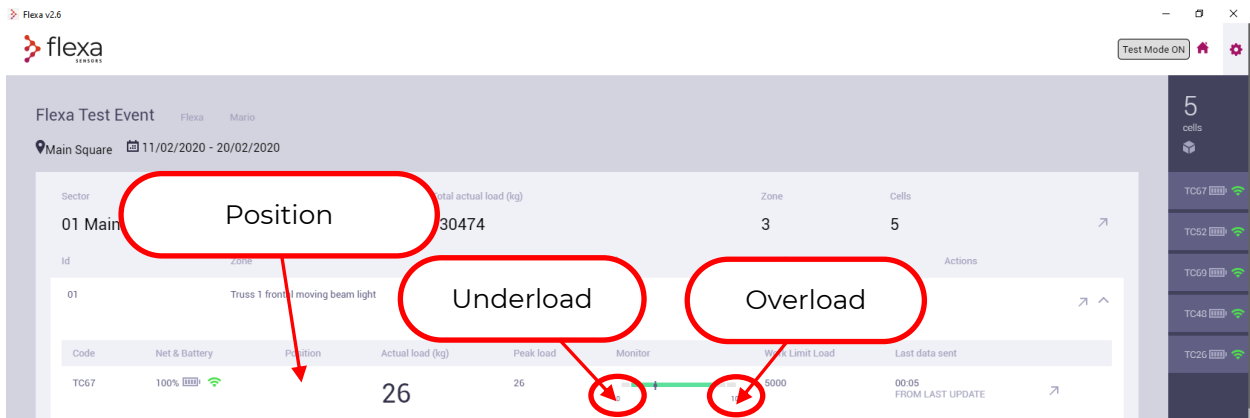 Flexa v2.6
flexa
SENSORS
Test Mode ON
Flexa Test Event Flexa Mario
Main Square 11/02/2020 - 20/02/2020
5
cells
Sector Total actual load (kg) Zone Cells
01 Main 30474 3 5
Id Zone Actions
01 Truss 1 frontal moving beam light
Position
Underload
Overload
Code Net & Battery Position Actual load (kg) Peak load Monitor Work Limit Load Last data sent
TC67 100% 26 26 5000 00:05
FROM LAST UPDATE
TC67
TC52
TC69
TC48
TC26